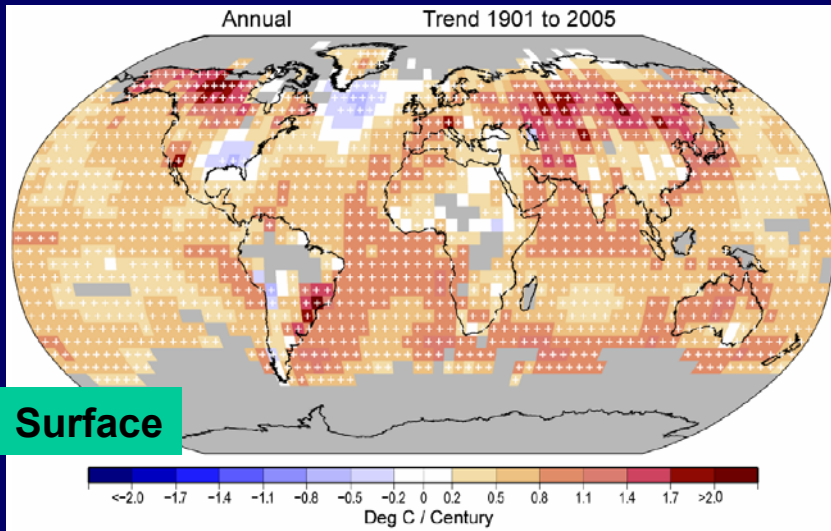 Annual Trend 1901 to 2005
Surface
<-2.0 -1.7 -1.4 -1.1 -0.8 -0.5 -0.2 0 0.2 0.5 0.8 1.1 1.4 1.7 >2.0
Deg C / Century